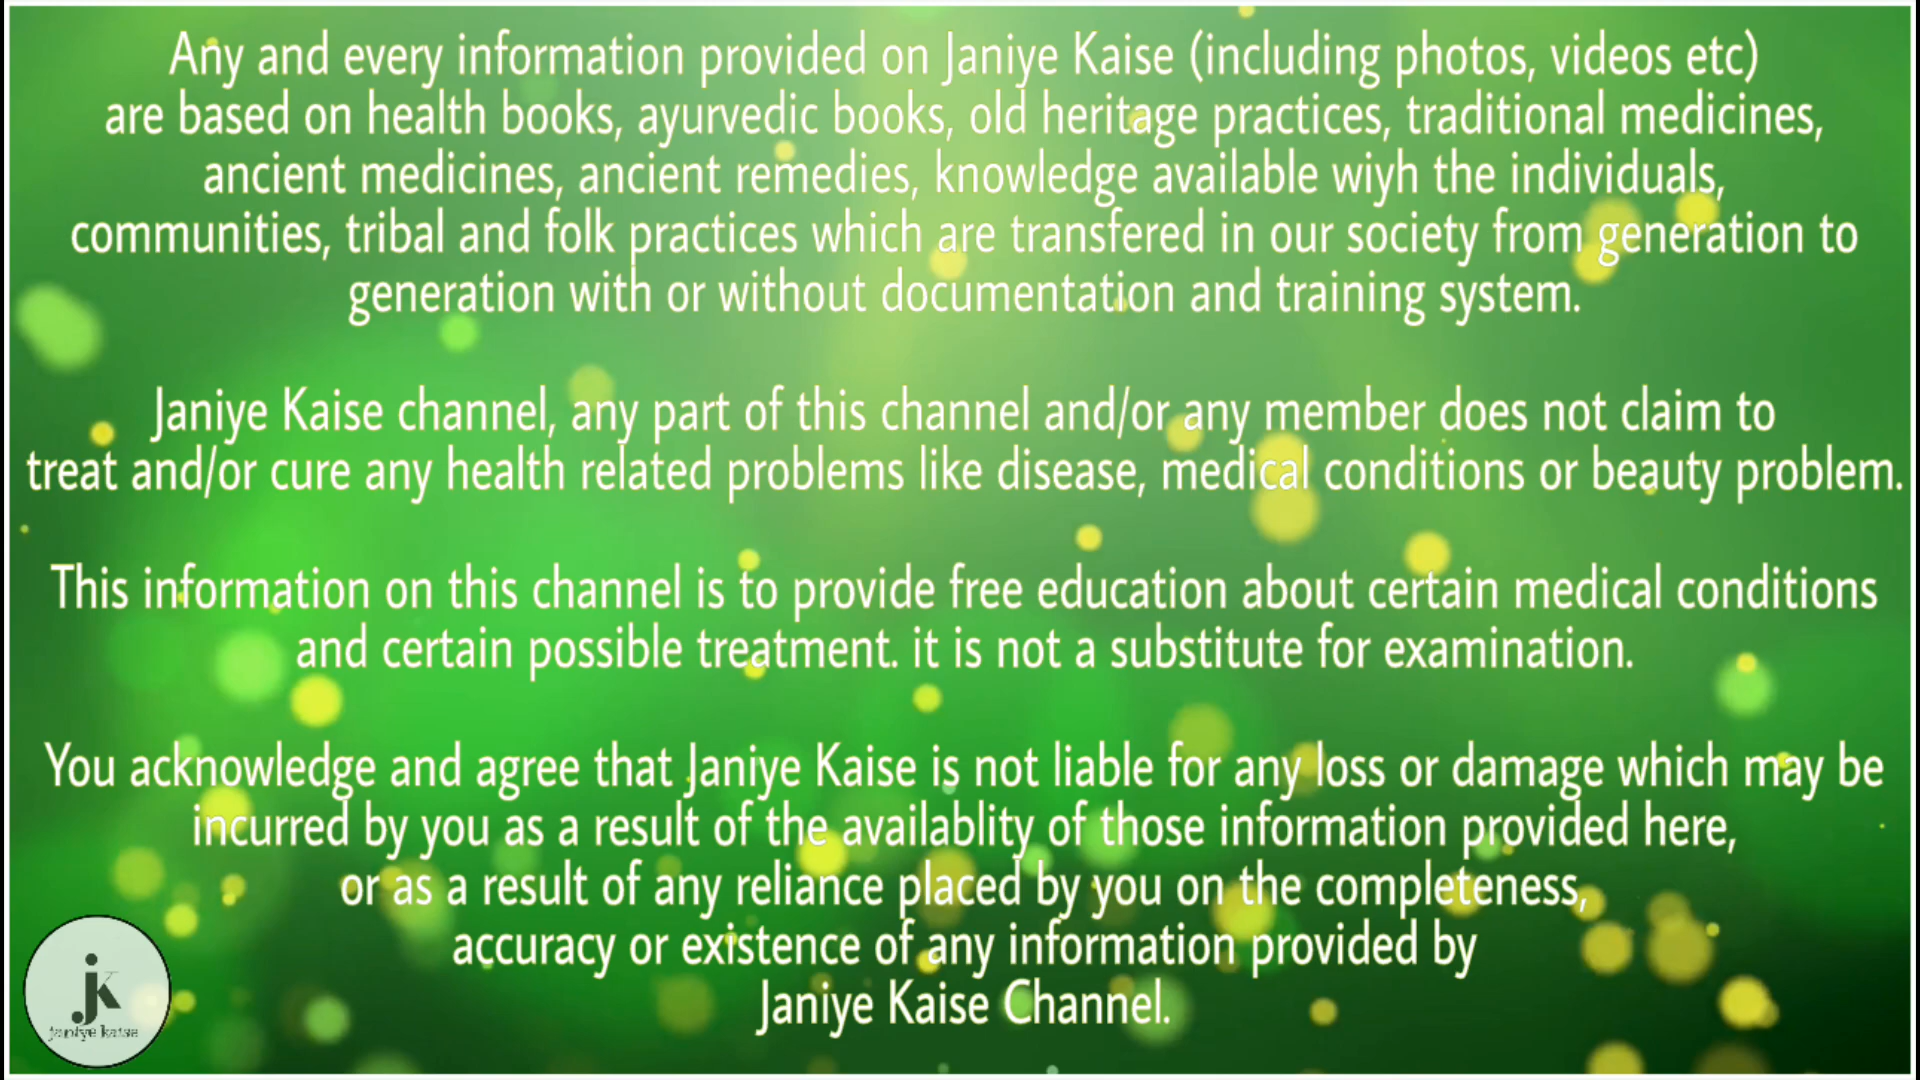 Any and every information provided on Janiye Kaise (including photos, videos etc)
are based on health books, ayurvedic books, old heritage practices, traditional medicines,
ancient medicines, ancient remedies, knowledge available wiyh the individuals,
communities, tribal and folk practices which are transfered in our society from generation to
generation with or without documentation and training system.
Janiye Kaise channel, any part of this channel and/or any member does not claim to
treat and/or cure any health related problems like disease, medical conditions or beauty problem.
This information on this channel is to provide free education about certain medical conditions
and certain possible treatment. it is not a substitute for examination.
You acknowledge and agree that Janiye Kaise is not liable for any loss or damage which may be
incurred by you as a result of the availablity of those information provided here,
or as a result of any reliance placed by you on the completeness,
accuracy or existence of any information provided by
Janiye Kaise Channel.
jk
janiye kaise